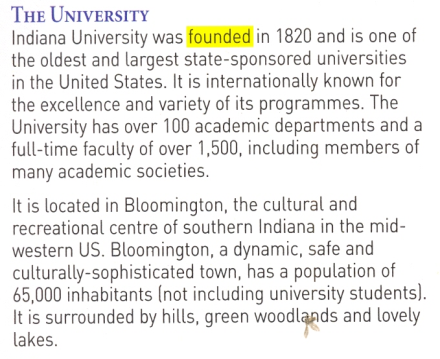 THE UNIVERSITY
Indiana University was founded in 1820 and is one of
the oldest and largest state-sponsored universities
in the United States. It is internationally known for
the excellence and variety of its programmes. The
University has over 100 academic departments and a
full-time faculty of over 1,500, including members of
many academic societies.
It is located in Bloomington, the cultural and
recreational centre of southern Indiana in the mid-
western US. Bloomington, a dynamic, safe and
culturally-sophisticated town, has a population of
65,000 inhabitants (not including university students).
It is surrounded by hills, green woodlands and lovely
lakes.